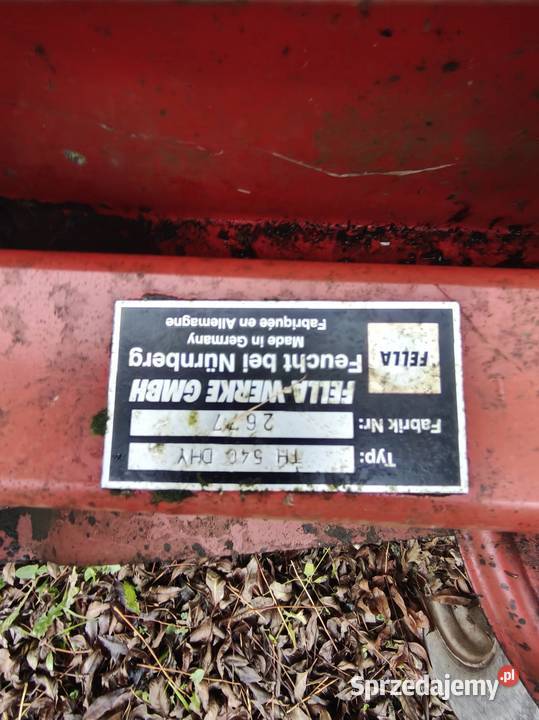 Typ: TH 540 DHY
Fabrik Nr: 2677
FELLA-WERKE GMBH
Feucht bei Nürnberg
Made in Germany
Fabriquée en Allemagne
FELLA
Sprzedajemy.pl